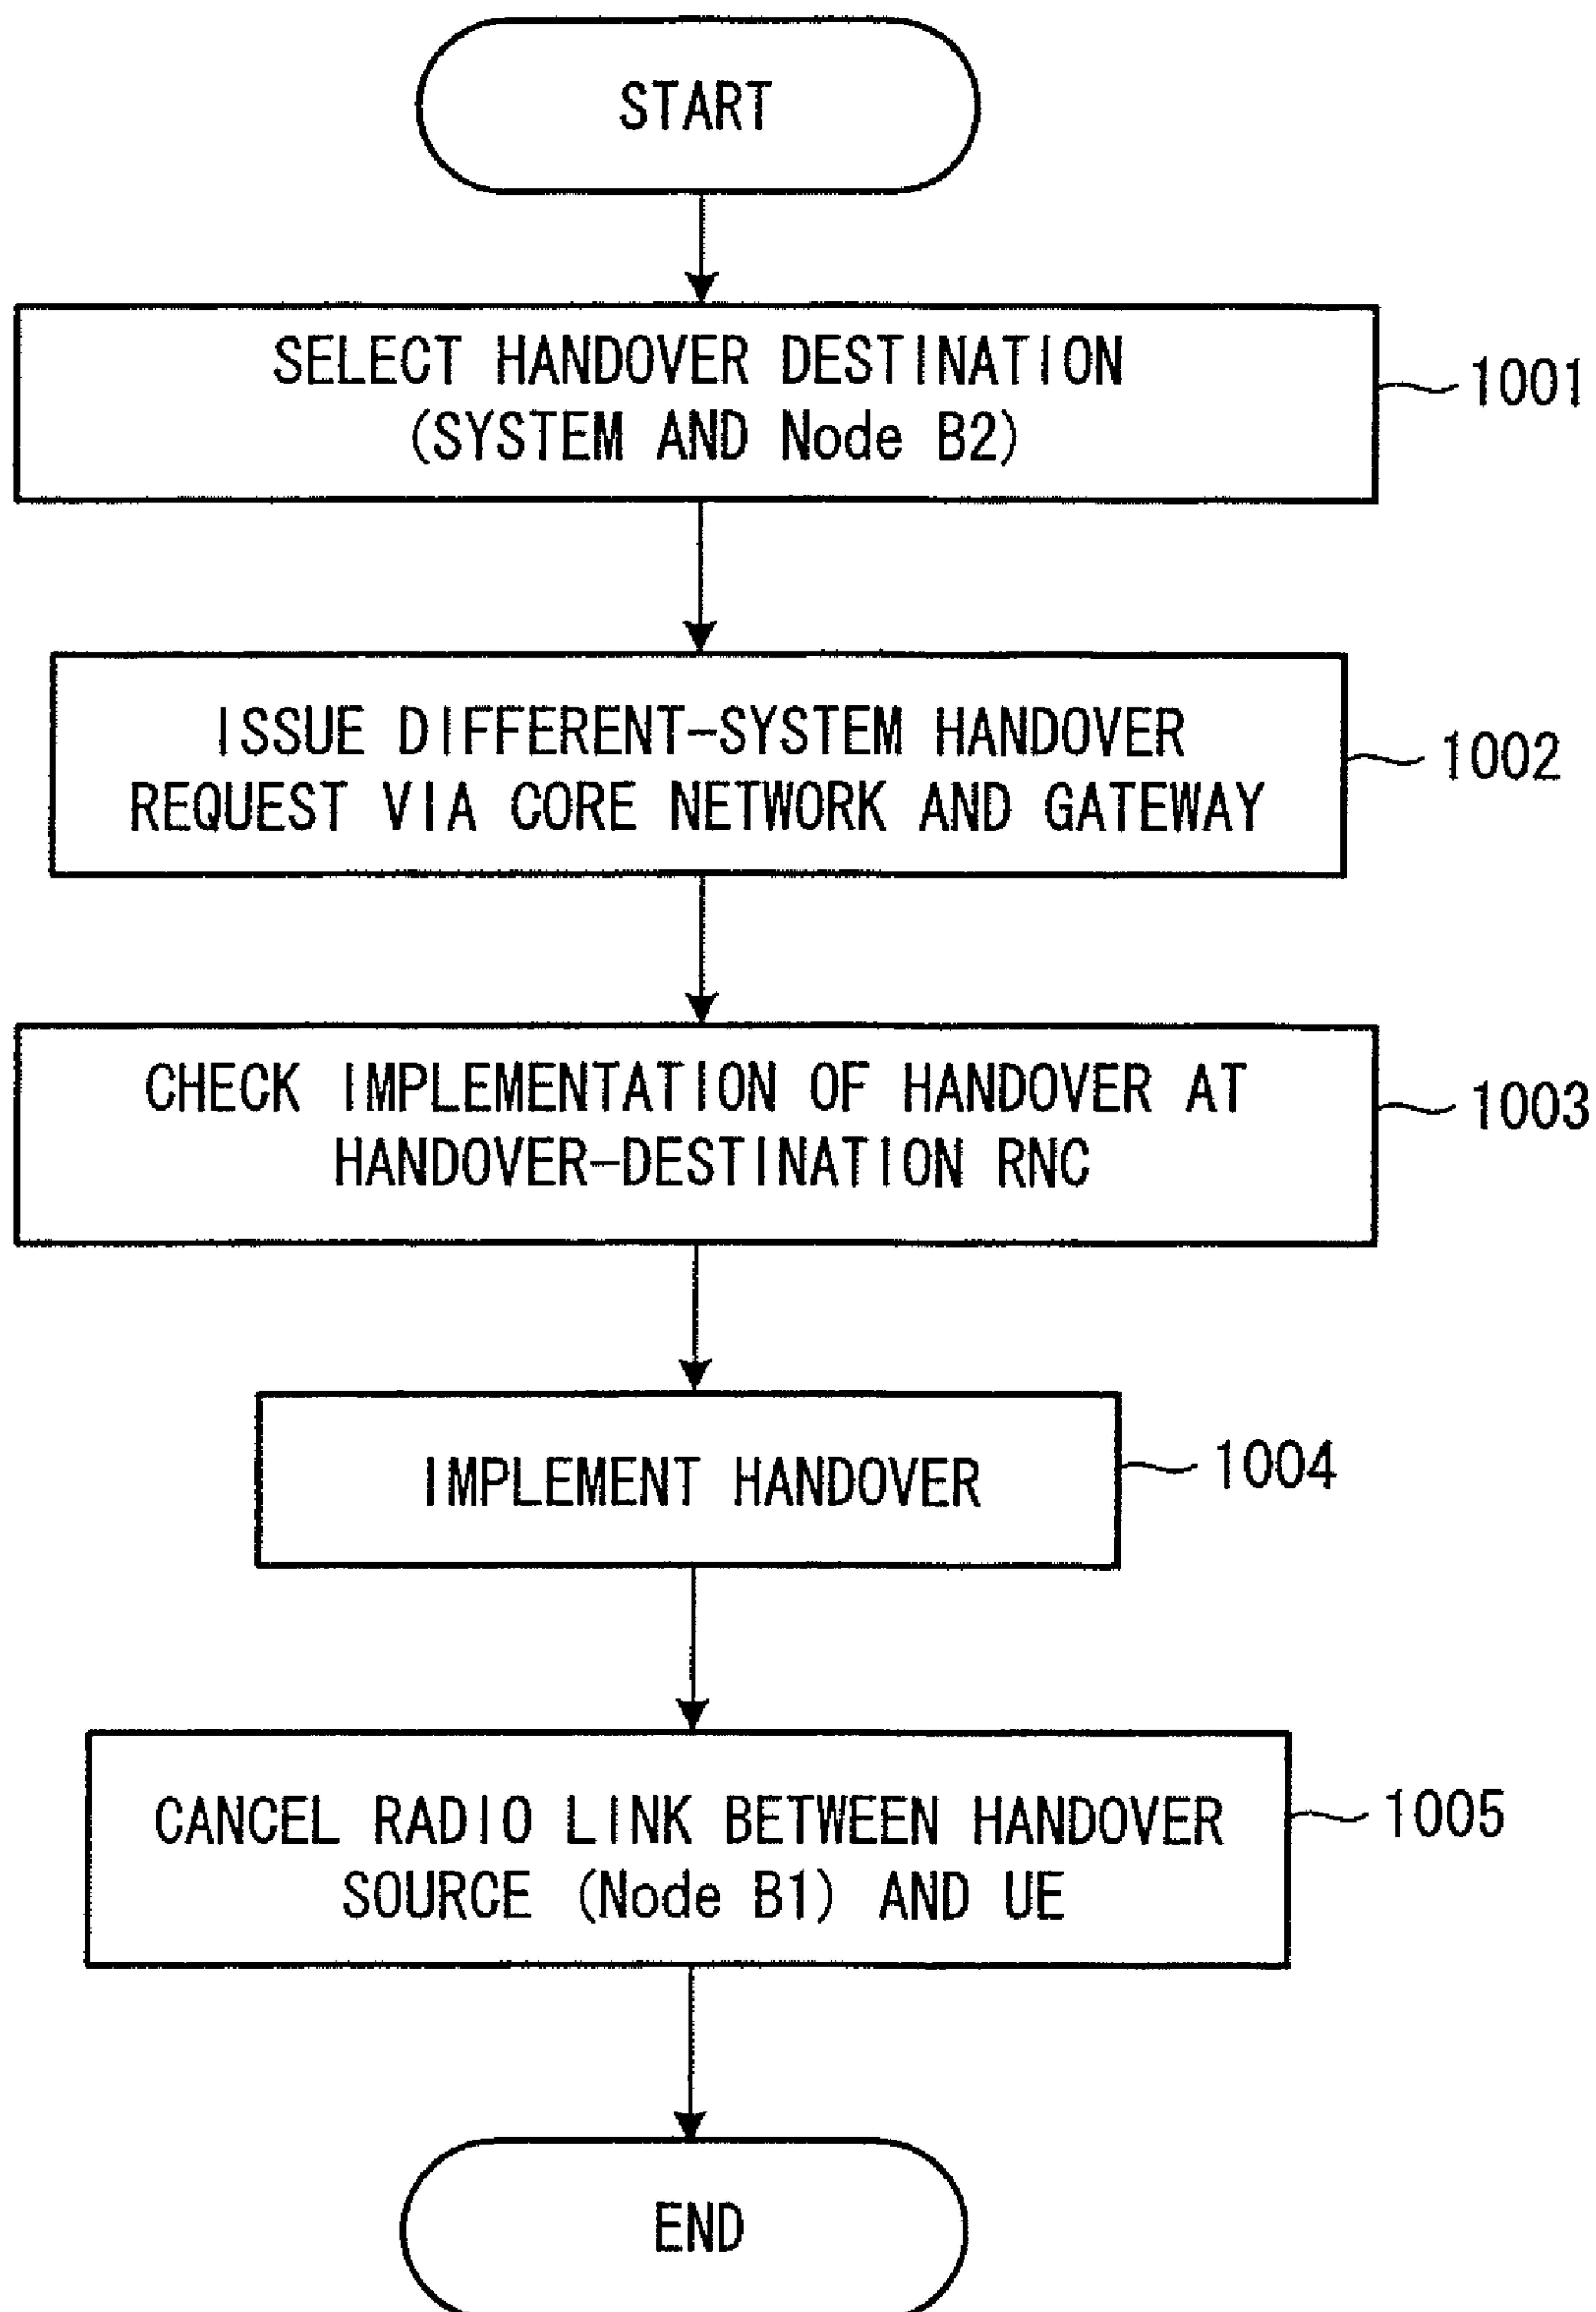 START
SELECT HANDOVER DESTINATION
(SYSTEM AND Node B2)
1001
ISSUE DIFFERENT-SYSTEM HANDOVER
REQUEST VIA CORE NETWORK AND GATEWAY
1002
CHECK IMPLEMENTATION OF HANDOVER AT
HANDOVER-DESTINATION RNC
1003
IMPLEMENT HANDOVER
1004
CANCEL RADIO LINK BETWEEN HANDOVER
SOURCE (Node B1) AND UE
1005
END